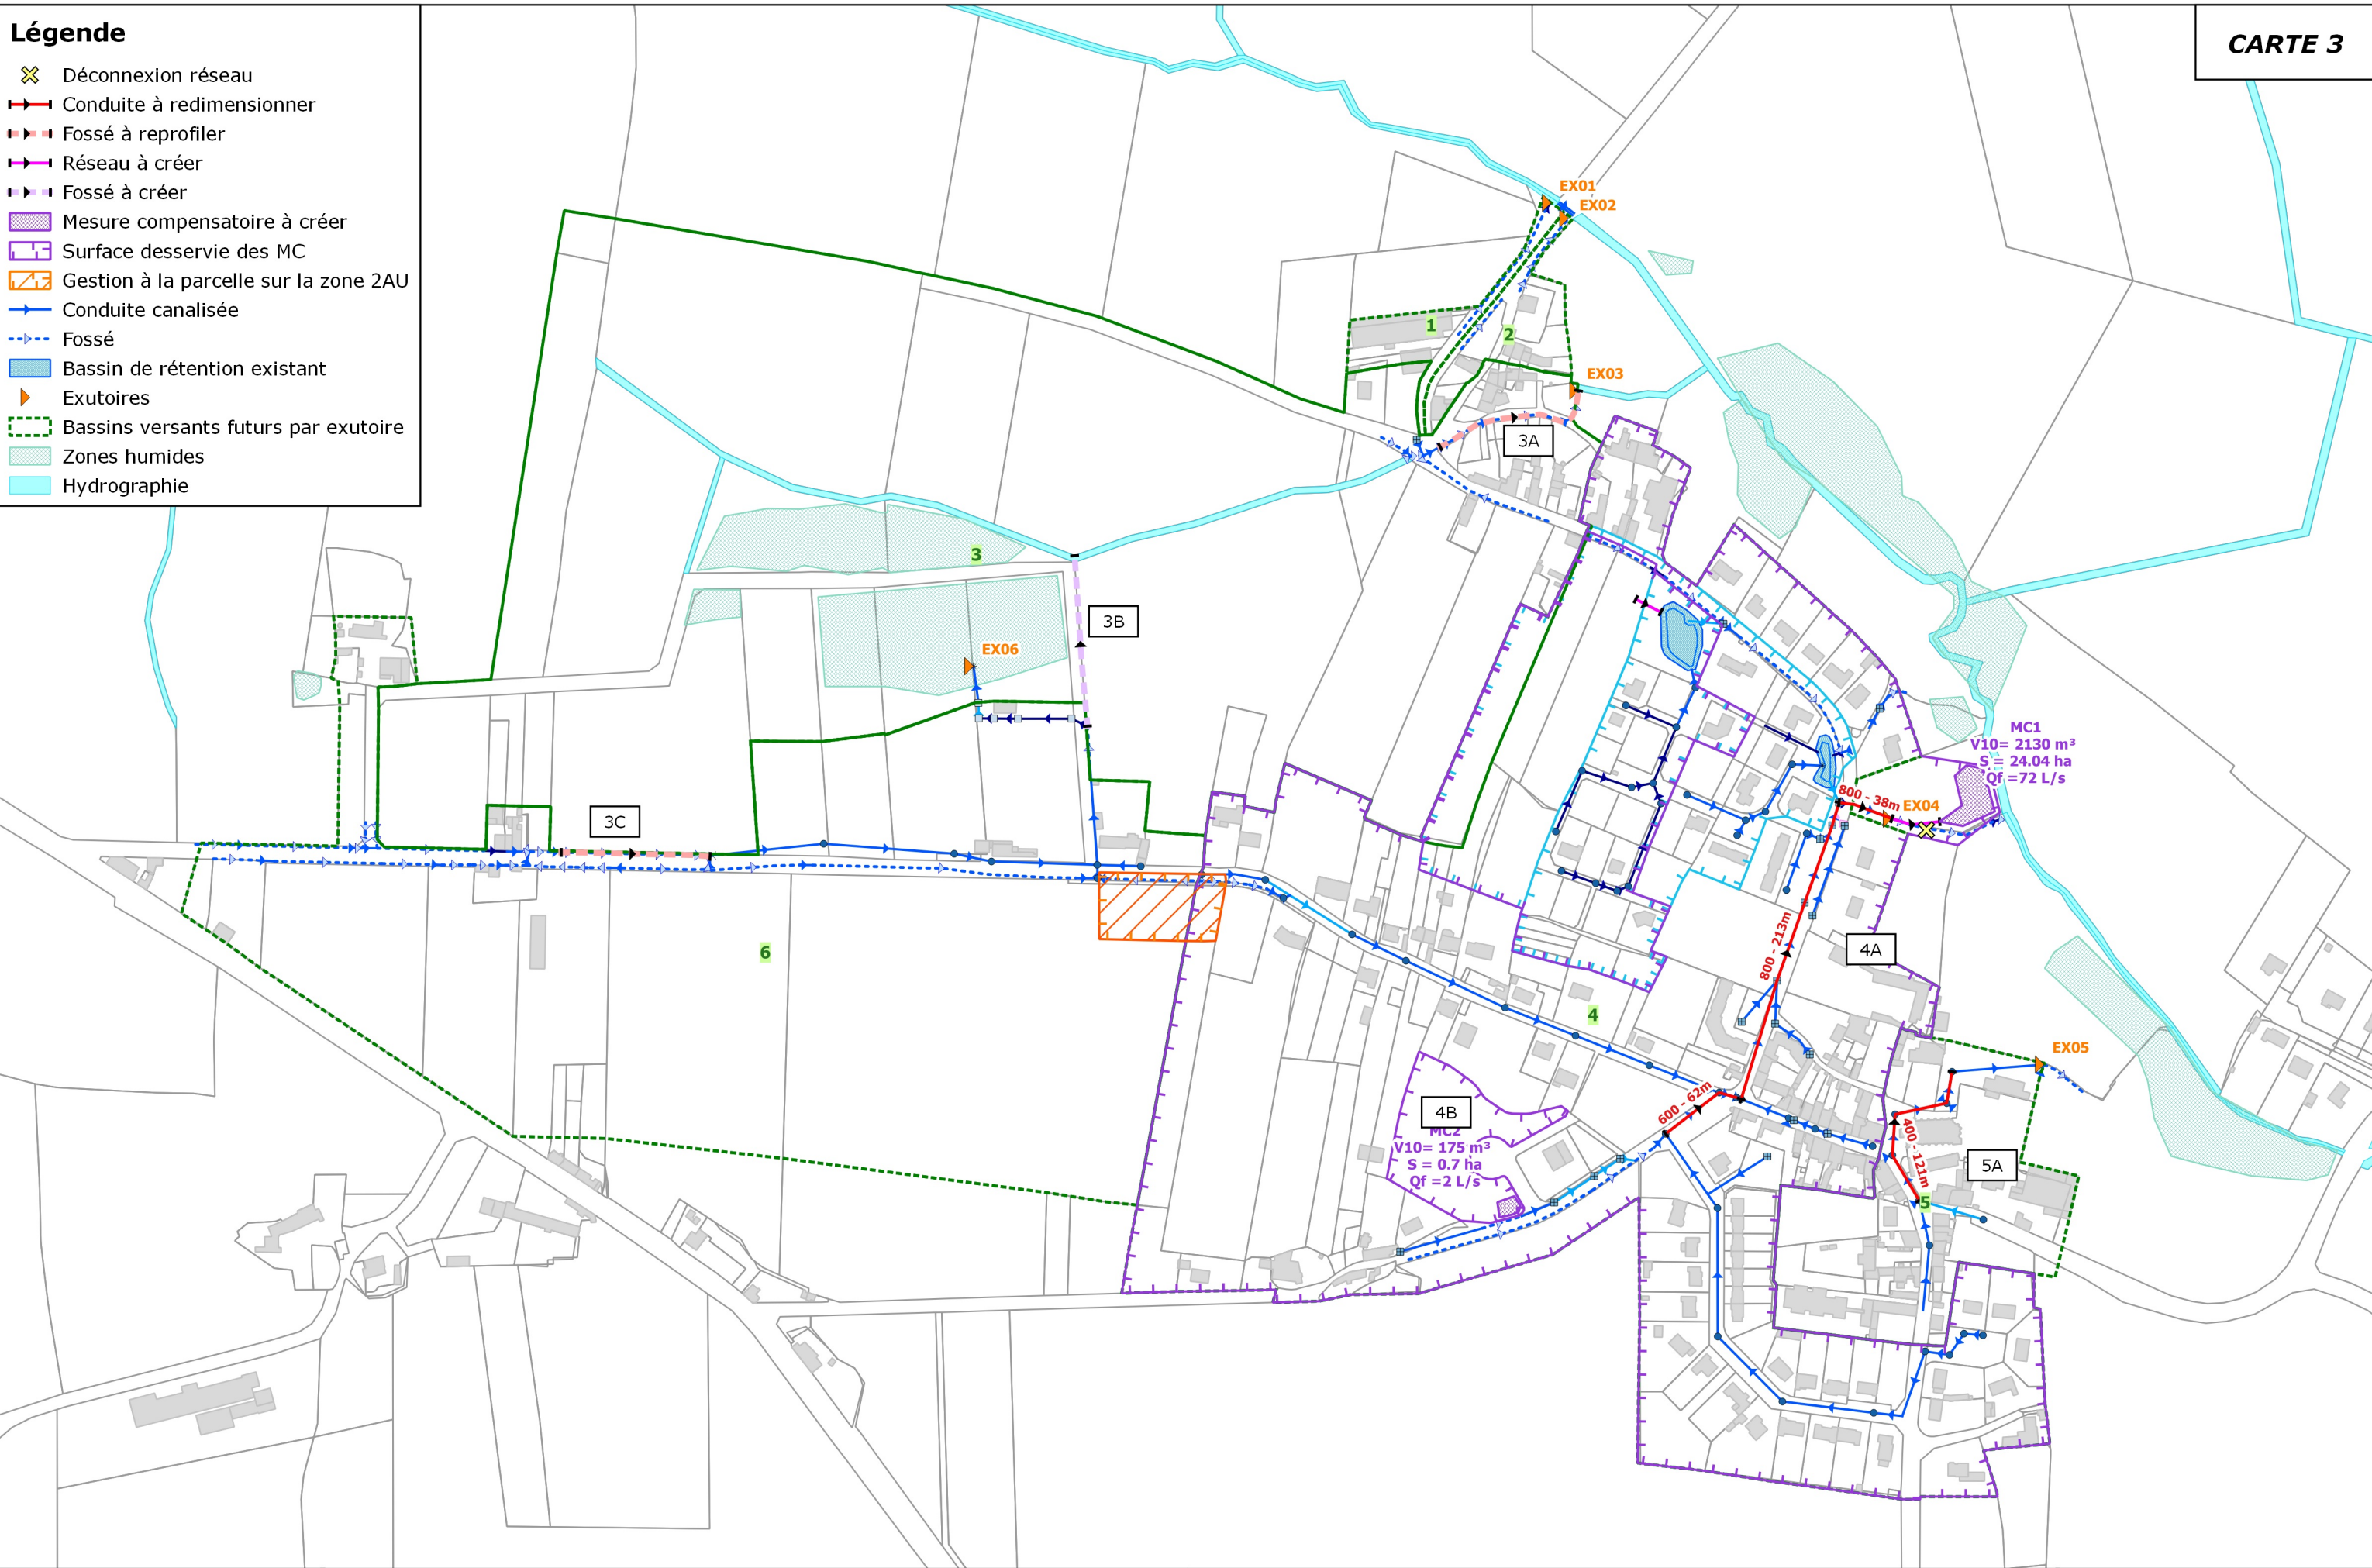 Légende
Déconnexion réseau
Conduite à redimensionner
Fossé à reprofiler
Réseau à créer
Fossé à créer
Mesure compensatoire à créer
Surface desservie des MC
Gestion à la parcelle sur la zone 2AU
Conduite canalisée
Fossé
Bassin de rétention existant
Exutoires
Bassins versants futurs par exutoire
Zones humides
Hydrographie
CARTE 3
EX01
EX02
1
2
EX03
3A
3
3B
EX06
MC1
V10= 2130 m³
S = 24.04 ha
Qf =72 L/s
800 - 38m
EX04
3C
800 - 213m
4A
6
4
EX05
600 - 62m
4B
MC2
V10= 175 m³
S = 0.7 ha
Qf =2 L/s
400 - 121m
5A
5